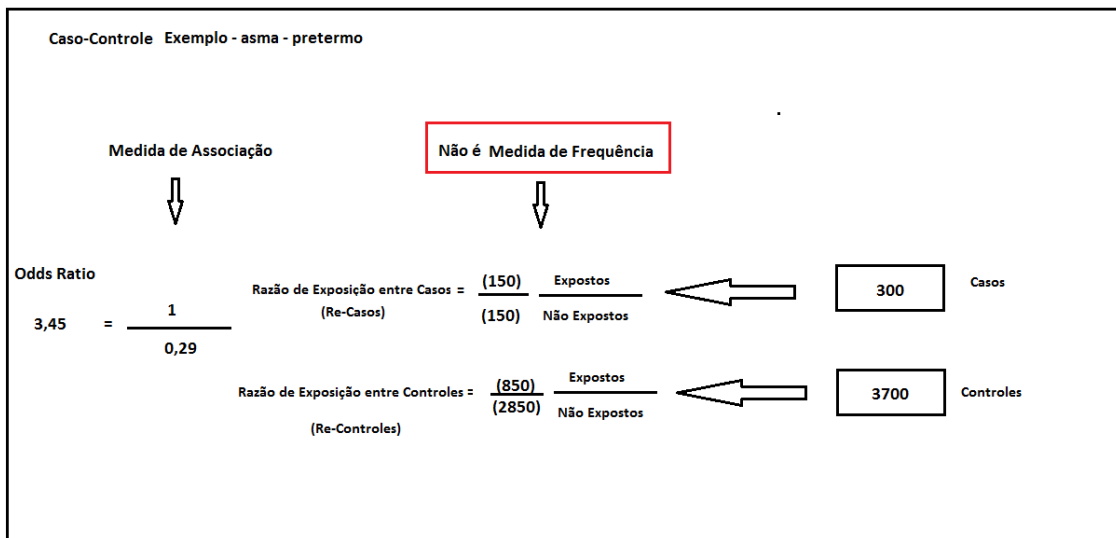 Caso-Controle Exemplo - asma - pretermo
Medida de Associação
Não é Medida de Frequência
Odds Ratio
3,45 = 1
0,29
Razão de Exposição entre Casos = (150) Expostos
(Re-Casos) (150) Não Expostos
300 Casos
Razão de Exposição entre Controles = (850) Expostos
(2850) Não Expostos
(Re-Controles)
3700 Controles